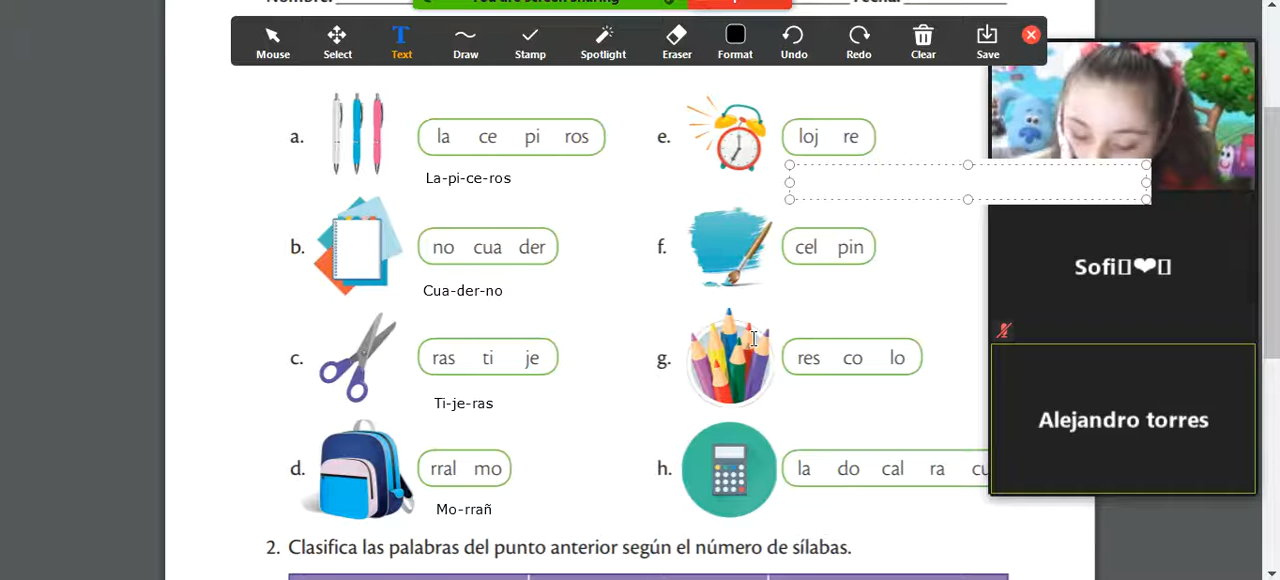 Mouse Select Text Draw Stamp Spotlight Eraser Format Undo Redo Clear Save
a. la ce pi ros
La-pi-ce-ros
b. no cua der
Cua-der-no
c. ras ti je
Ti-je-ras
d. rral mo
Mo-rrañ
e. loj re
f. cel pin
g. res co lo
h. la do cal ra cu
2. Clasifica las palabras del punto anterior según el número de sílabas.
Sofi❤
Alejandro torres